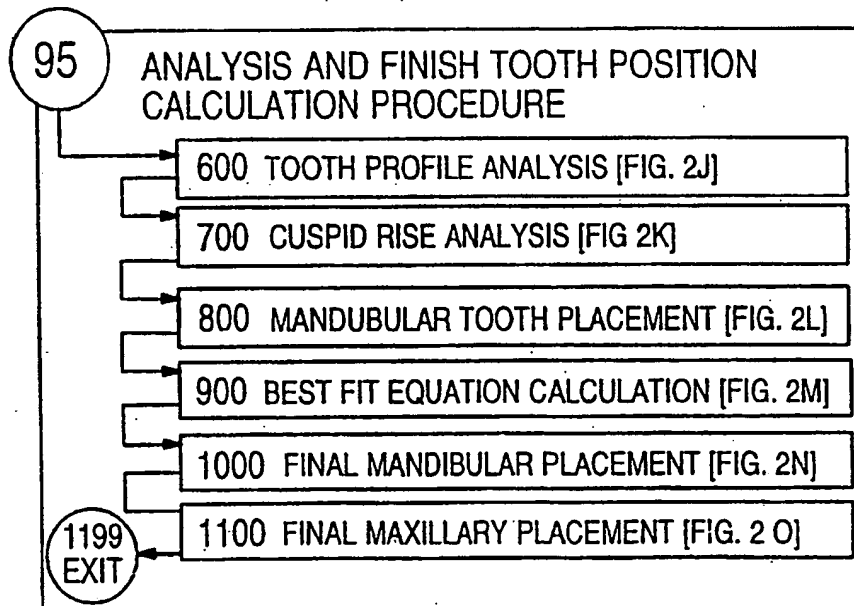 95
ANALYSIS AND FINISH TOOTH POSITION
CALCULATION PROCEDURE
600 TOOTH PROFILE ANALYSIS [FIG. 2J]
700 CUSPID RISE ANALYSIS [FIG 2K]
800 MANDUBULAR TOOTH PLACEMENT [FIG. 2L]
900 BEST FIT EQUATION CALCULATION [FIG. 2M]
1000 FINAL MANDIBULAR PLACEMENT [FIG. 2N]
1100 FINAL MAXILLARY PLACEMENT [FIG. 2 O]
1199
EXIT